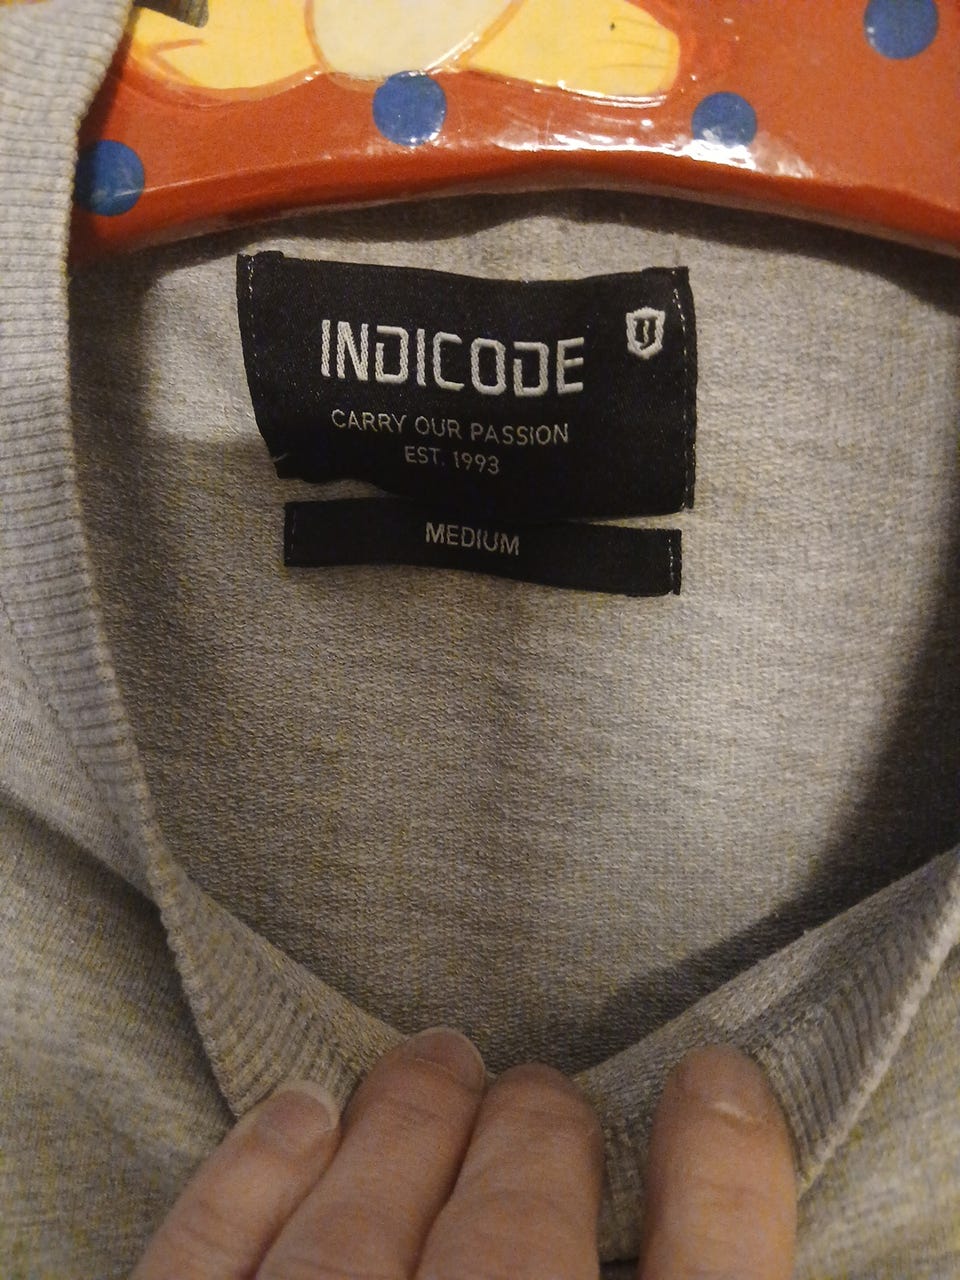 INDICODE
CARRY OUR PASSION
EST. 1993
MEDIUM